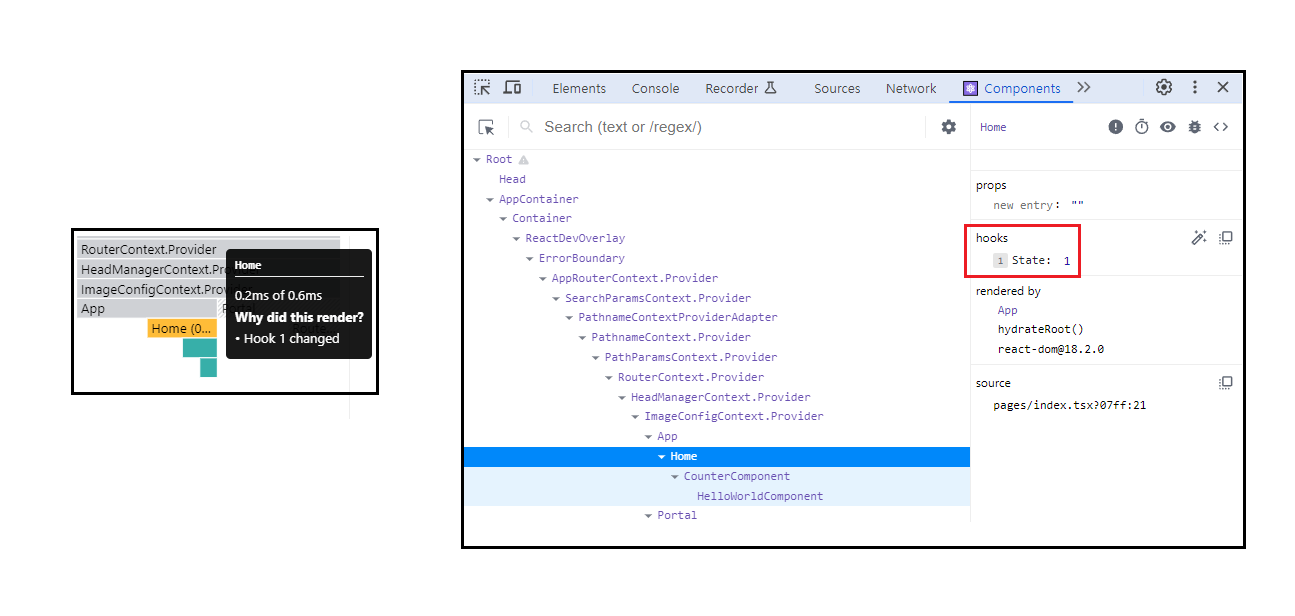 RouterContext.Provider
HeadManagerContext.Pr
ImageConfigContext.Prov
App
Home (0...
Home
0.2ms of 0.6ms
Why did this render?
• Hook 1 changed
Elements Console Recorder Sources Network Components
Search (text or /regex/)
Home
Root
Head
AppContainer
Container
ReactDevOverlay
ErrorBoundary
AppRouterContext.Provider
SearchParamsContext.Provider
PathnameContextProviderAdapter
PathnameContext.Provider
PathParamsContext.Provider
RouterContext.Provider
HeadManagerContext.Provider
ImageConfigContext.Provider
App
Home
CounterComponent
HelloWorldComponent
Portal
props
new entry: ""
hooks
1 State: 1
rendered by
App
hydrateRoot()
react-dom@18.2.0
source
pages/index.tsx?07ff:21